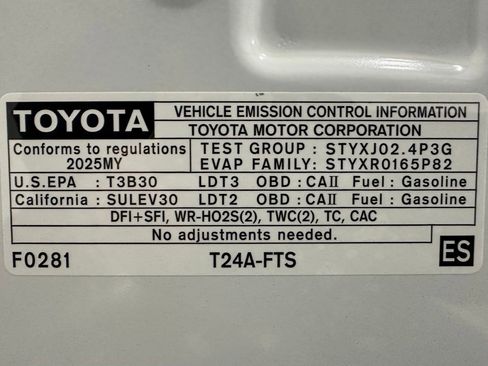 TOYOTA
VEHICLE EMISSION CONTROL INFORMATION
TOYOTA MOTOR CORPORATION
Conforms to regulations
2025MY
TEST GROUP : STYXJ02.4P3G
EVAP FAMILY: STYXR0165P82
U.S.EPA : T3B30 LDT3 OBD : CAII Fuel : Gasoline
California : SULEV30 LDT2 OBD : CAII Fuel : Gasoline
DFI+SFI, WR-HO2S(2), TWC(2), TC, CAC
No adjustments needed.
F0281 T24A-FTS ES